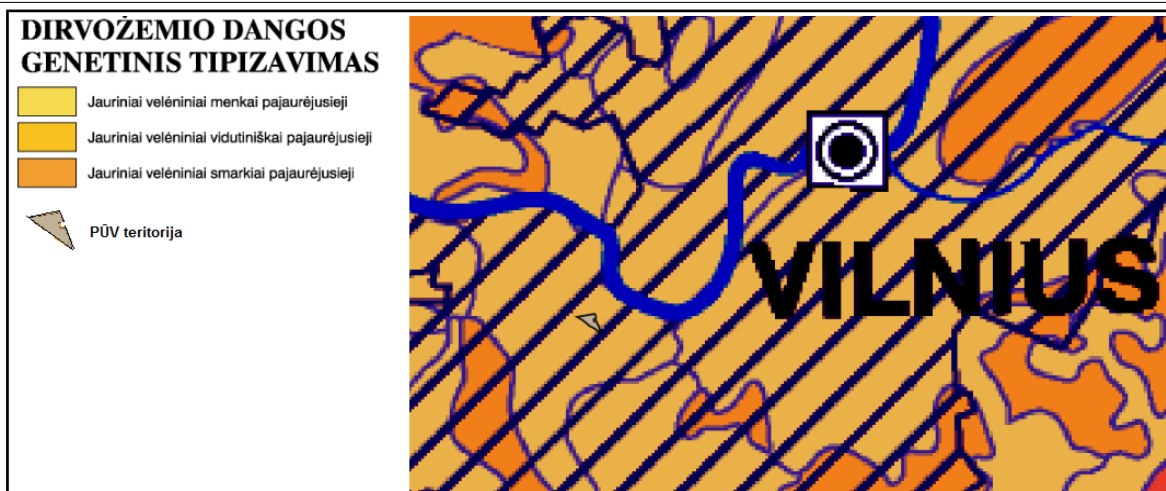 DIRVOŽEMIO DANGOS
GENETINIS TIPIZAVIMAS
Jauriniai velėniniai menkai pajaurėjusieji
Jauriniai velėniniai vidutiniškai pajaurėjusieji
Jauriniai velėniniai smarkiai pajaurėjusieji
PŪV teritorija
VILNIUS